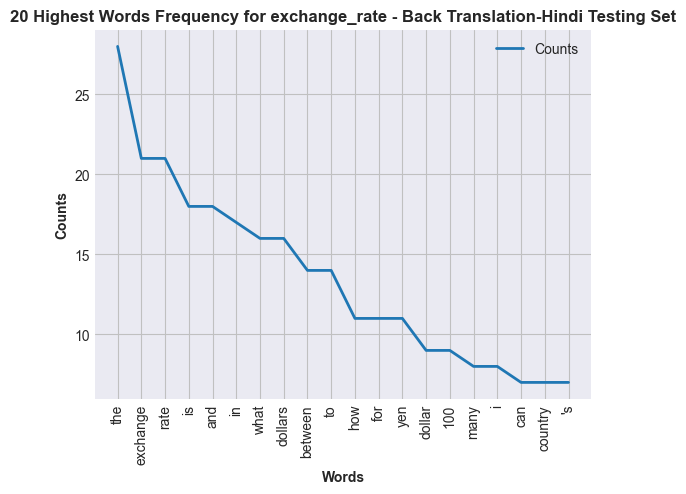 20 Highest Words Frequency for exchange_rate - Back Translation-Hindi Testing Set
Counts
25
20
15
10
Counts
the
exchange
rate
is
and
in
what
dollars
between
to
how
for
yen
dollar
100
many
i
can
country
's
Words